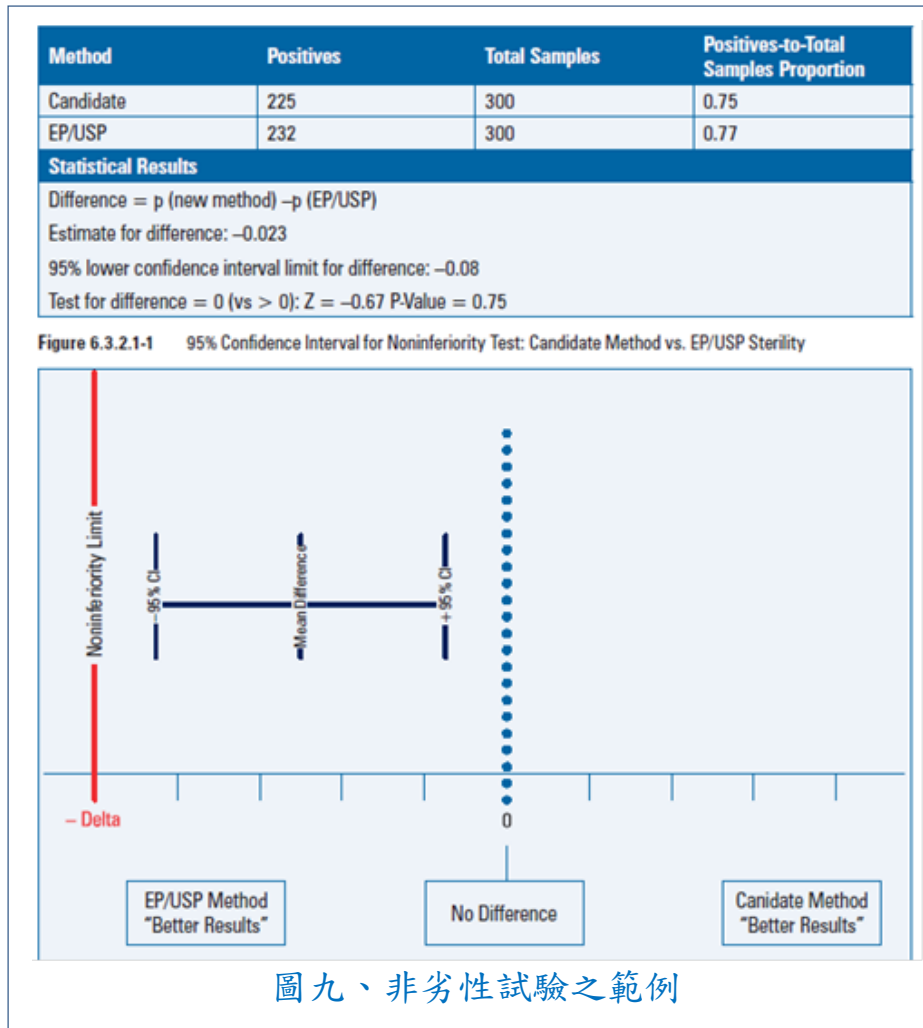 Method Positives Total Samples Positives-to-Total
Samples Proportion
Candidate 225 300 0.75
EP/USP 232 300 0.77
Statistical Results
Difference = p (new method) –p (EP/USP)
Estimate for difference: –0.023
95% lower confidence interval limit for difference: –0.08
Test for difference = 0 (vs > 0): Z = –0.67 P-Value = 0.75
Figure 6.3.2.1-1 95% Confidence Interval for Noninferiority Test: Candidate Method vs. EP/USP Sterility
Noninferiority Limit
–95% CI
Mean Difference
+95% CI
– Delta
0
EP/USP Method
"Better Results"
No Difference
Canidate Method
"Better Results"
圖九、非劣性試驗之範例